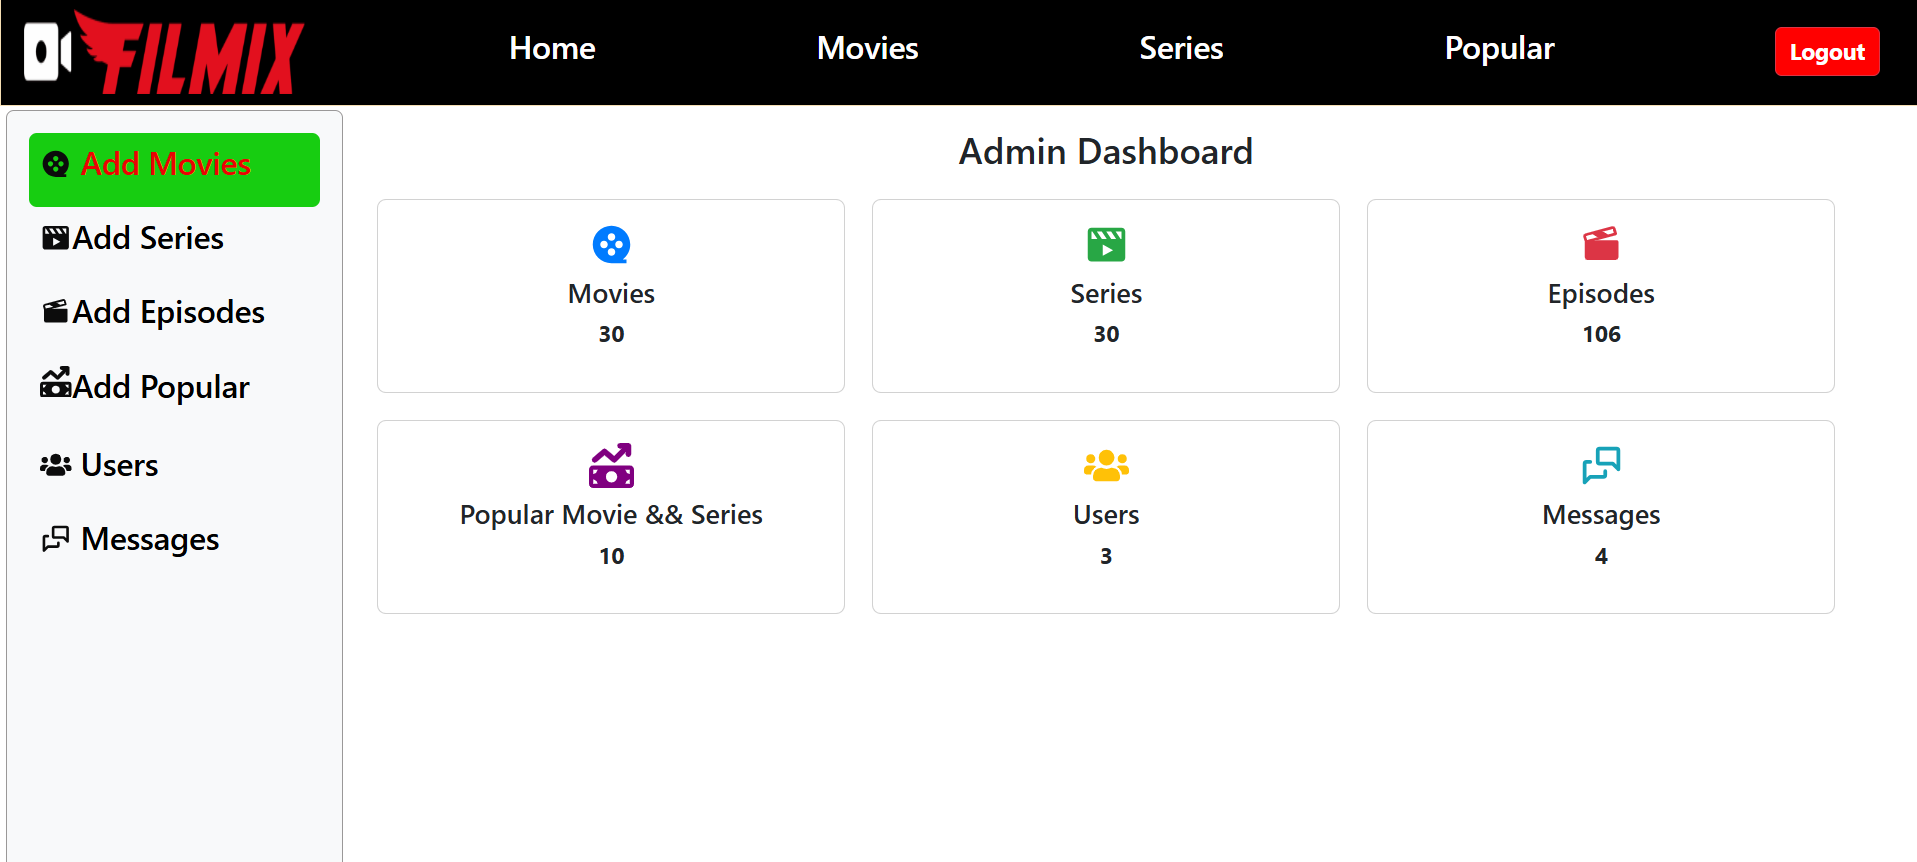 FILMIX
Home
Movies
Series
Popular
Logout
Add Movies
Add Series
Add Episodes
Add Popular
Users
Messages
Admin Dashboard
Movies
30
Series
30
Episodes
106
Popular Movie && Series
10
Users
3
Messages
4